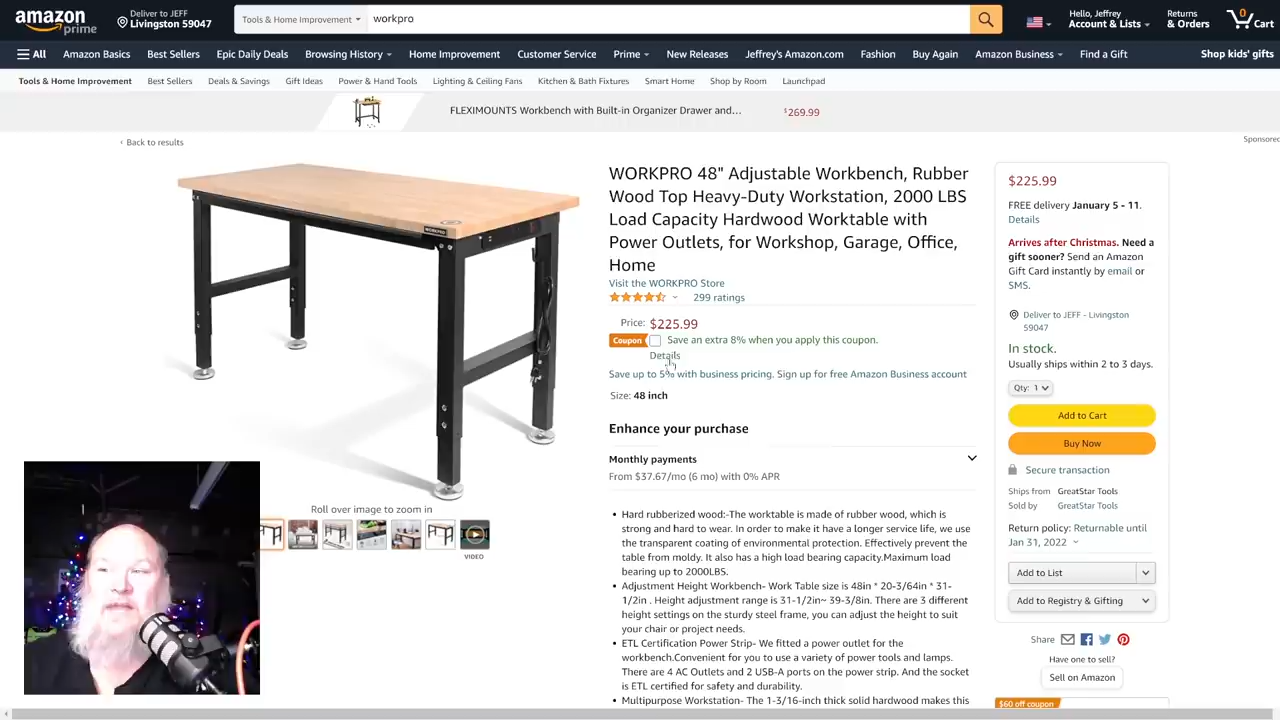 amazon prime
Deliver to JEFF
Livingston 59047
Tools & Home Improvement
workpro
Hello, Jeffrey
Account & Lists
Returns
& Orders
0
Cart
All
Amazon Basics
Best Sellers
Epic Daily Deals
Browsing History
Home Improvement
Customer Service
Prime
New Releases
Jeffrey's Amazon.com
Fashion
Buy Again
Amazon Business
Find a Gift
Shop kids' gifts
Tools & Home Improvement
Best Sellers
Deals & Savings
Gift Ideas
Power & Hand Tools
Lighting & Ceiling Fans
Kitchen & Bath Fixtures
Smart Home
Shop by Room
Launchpad
FLEXIMOUNTS Workbench with Built-in Organizer Drawer and…
$269.99
‹ Back to results
Sponsored
WORKPRO
Roll over image to zoom in
VIDEO
WORKPRO 48" Adjustable Workbench, Rubber
Wood Top Heavy-Duty Workstation, 2000 LBS
Load Capacity Hardwood Worktable with
Power Outlets, for Workshop, Garage, Office,
Home
Visit the WORKPRO Store
299 ratings
Price: $225.99
Coupon Save an extra 8% when you apply this coupon.
Details
Save up to 5% with business pricing. Sign up for free Amazon Business account
Size: 48 inch
Enhance your purchase
Monthly payments
From $37.67/mo (6 mo) with 0% APR
• Hard rubberized wood:-The worktable is made of rubber wood, which is
strong and hard to wear. In order to make it have a longer service life, we use
the transparent coating of environmental protection. Effectively prevent the
table from moldy. It also has a high load bearing capacity.Maximum load
bearing up to 2000LBS.
• Adjustment Height Workbench- Work Table size is 48in * 20-3/64in * 31-
1/2in . Height adjustment range is 31-1/2in~ 39-3/8in. There are 3 different
height settings on the sturdy steel frame, you can adjust the height to suit
your chair or project needs.
• ETL Certification Power Strip- We fitted a power outlet for the
workbench.Convenient for you to use a variety of power tools and lamps.
There are 4 AC Outlets and 2 USB-A ports on the power strip. And the socket
is ETL certified for safety and durability.
• Multipurpose Workstation- The 1-3/16-inch thick solid hardwood makes this
$225.99
FREE delivery January 5 - 11.
Details
Arrives after Christmas. Need a
gift sooner? Send an Amazon
Gift Card instantly by email or
SMS.
Deliver to JEFF - Livingston
59047
In stock.
Usually ships within 2 to 3 days.
Qty: 1
Add to Cart
Buy Now
Secure transaction
Ships from GreatStar Tools
Sold by GreatStar Tools
Return policy: Returnable until
Jan 31, 2022
Add to List
Add to Registry & Gifting
Share
Have one to sell?
Sell on Amazon
$60 off coupon